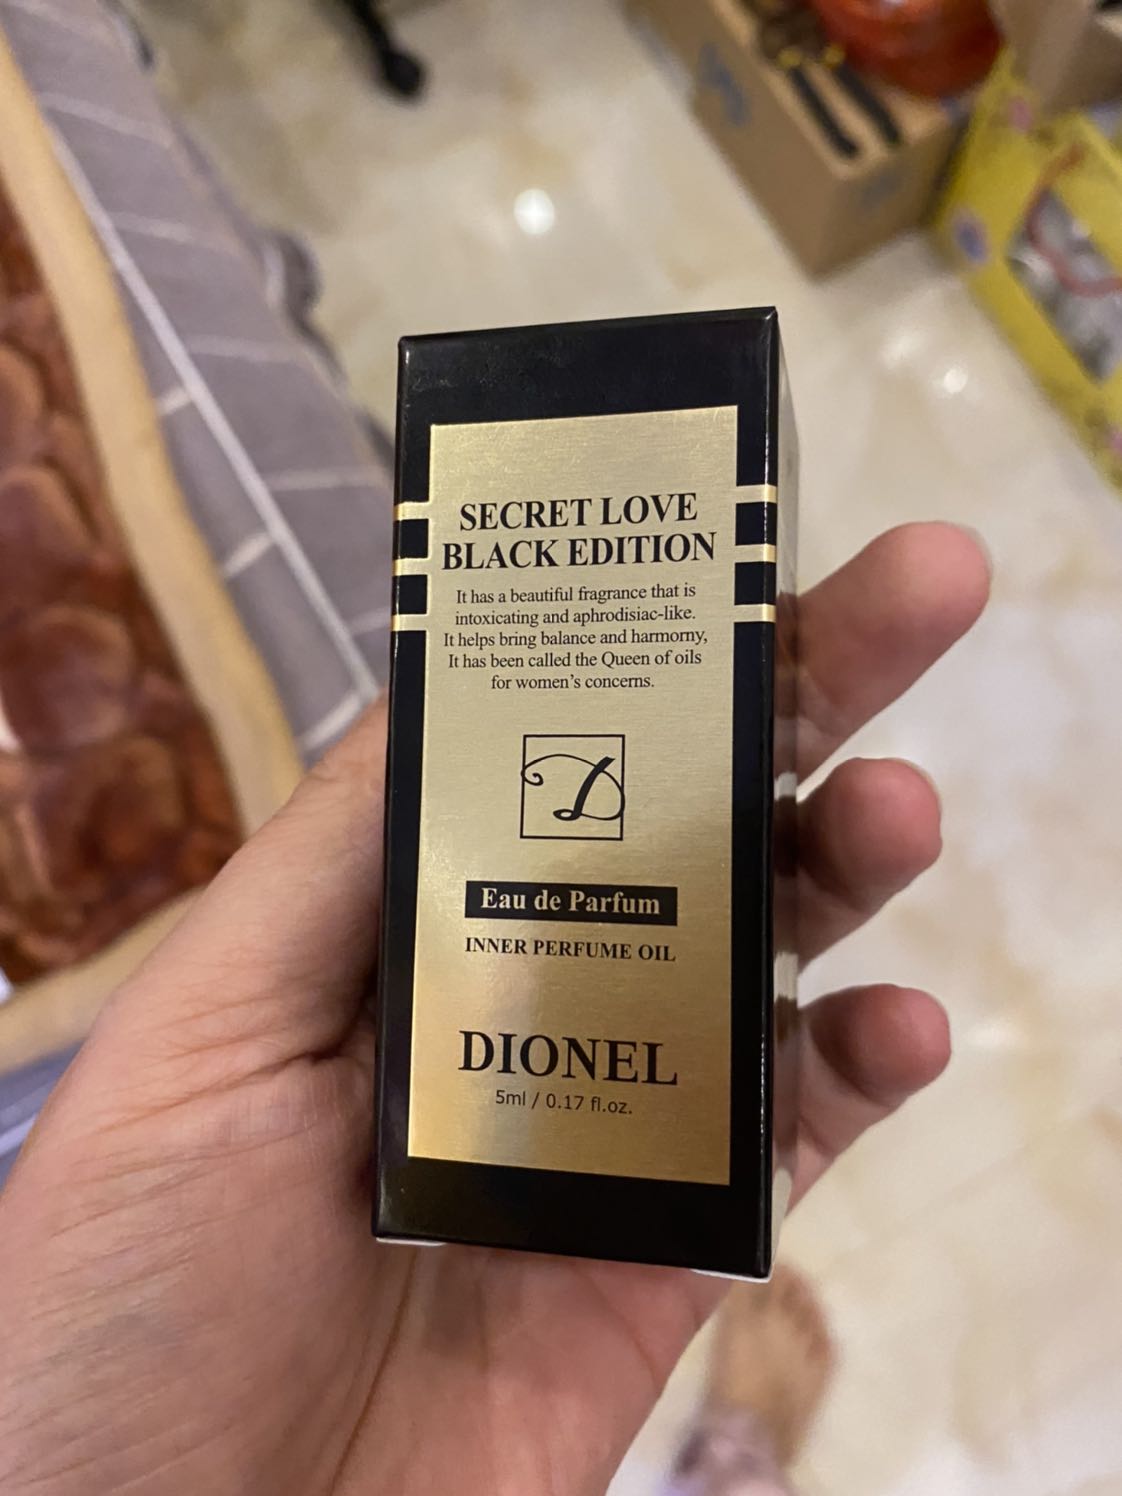 SECRET LOVE
BLACK EDITION
It has a beautiful fragrance that is
intoxicating and aphrodisiac-like.
It helps bring balance and harmorny,
It has been called the Queen of oils
for women's concerns.
D
Eau de Parfum
INNER PERFUME OIL
DIONEL
5ml / 0.17 fl.oz.